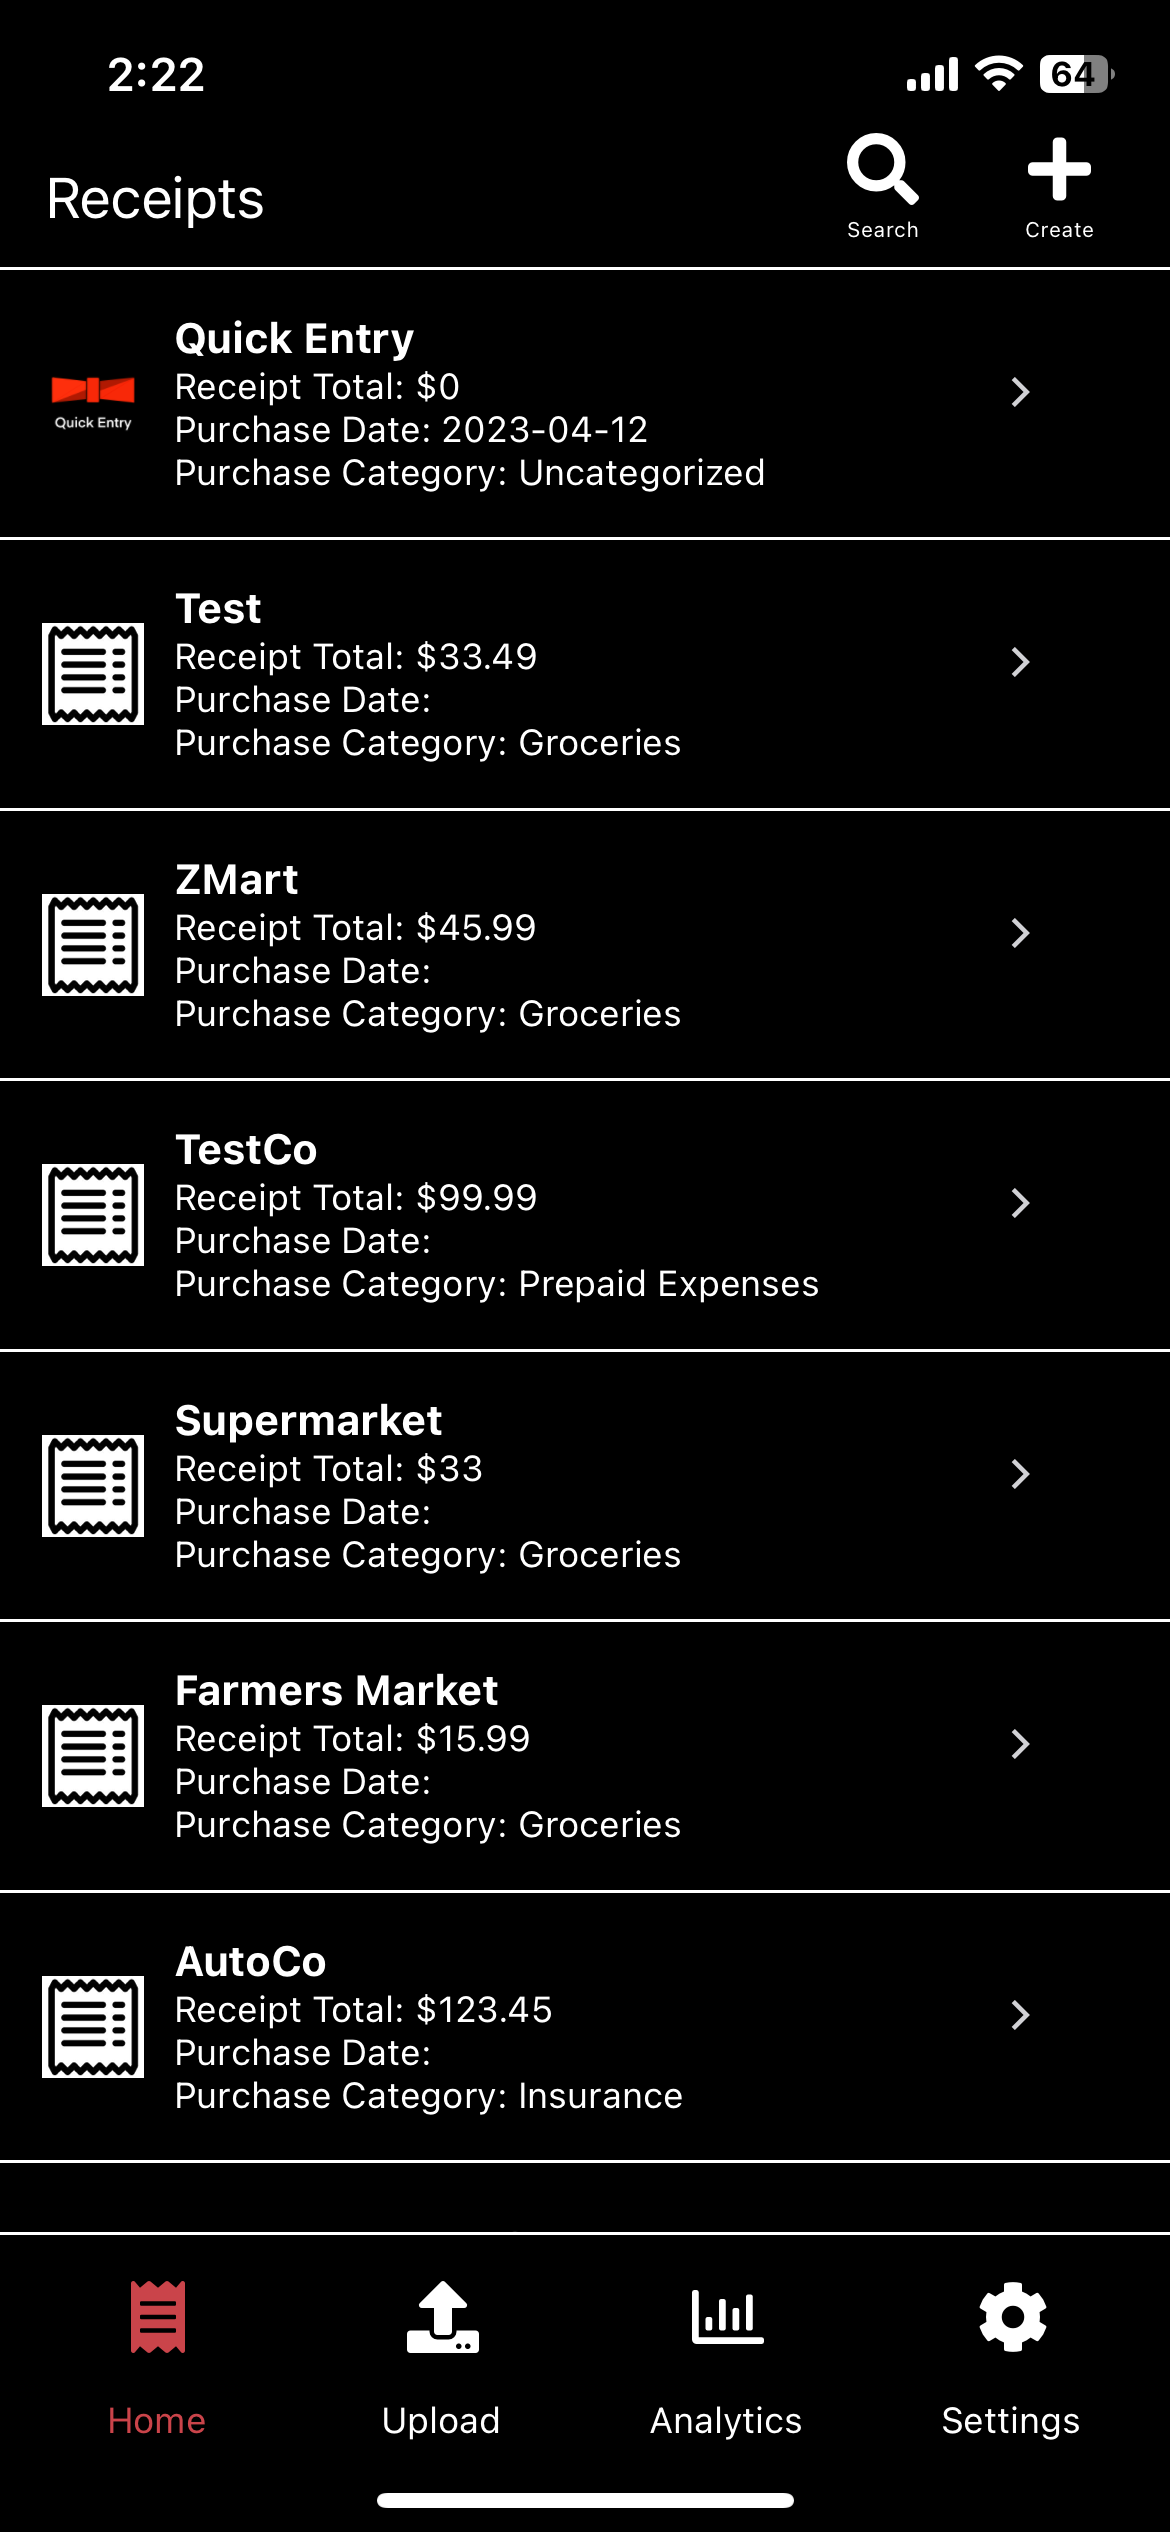 2:22
64
Receipts
Search
Create
Quick Entry
Quick Entry
Receipt Total: $0
Purchase Date: 2023-04-12
Purchase Category: Uncategorized
Test
Receipt Total: $33.49
Purchase Date:
Purchase Category: Groceries
ZMart
Receipt Total: $45.99
Purchase Date:
Purchase Category: Groceries
TestCo
Receipt Total: $99.99
Purchase Date:
Purchase Category: Prepaid Expenses
Supermarket
Receipt Total: $33
Purchase Date:
Purchase Category: Groceries
Farmers Market
Receipt Total: $15.99
Purchase Date:
Purchase Category: Groceries
AutoCo
Receipt Total: $123.45
Purchase Date:
Purchase Category: Insurance
Home
Upload
Analytics
Settings